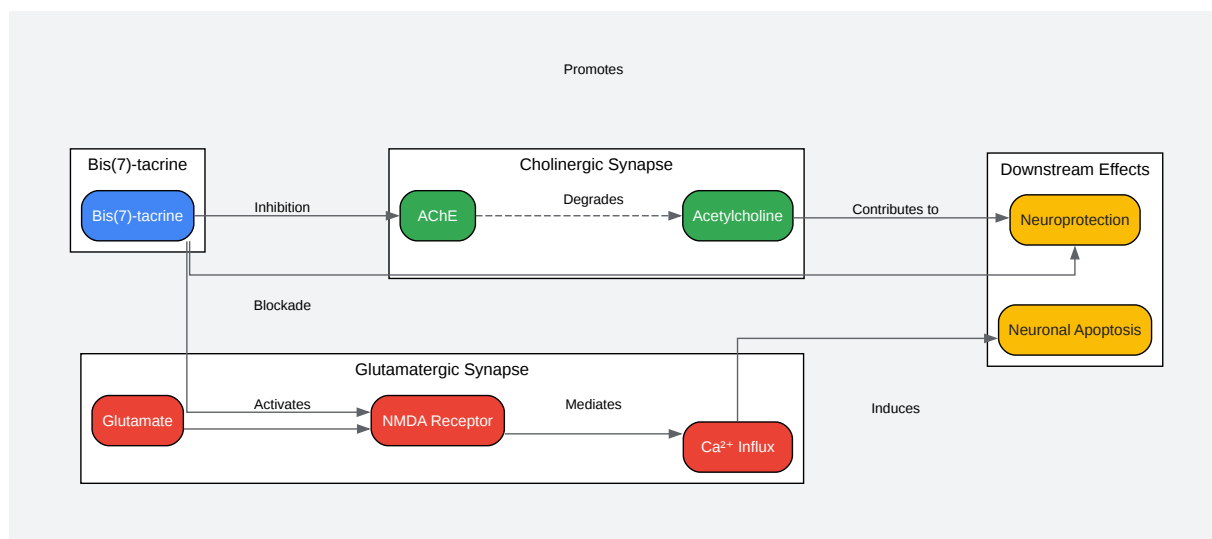 Promotes
Bis(7)-tacrine
Bis(7)-tacrine
Inhibition
Cholinergic Synapse
AChE
Degrades
Acetylcholine
Contributes to
Downstream Effects
Neuroprotection
Neuronal Apoptosis
Blockade
Glutamatergic Synapse
Glutamate
Activates
NMDA Receptor
Mediates
Ca²⁺ Influx
Induces